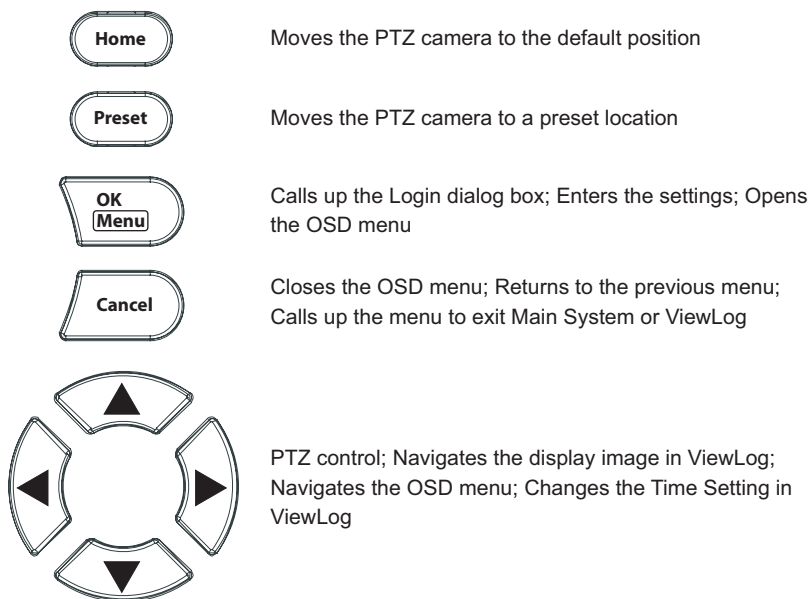 Home
Moves the PTZ camera to the default position
Preset
Moves the PTZ camera to a preset location
OK
Menu
Calls up the Login dialog box; Enters the settings; Opens
the OSD menu
Cancel
Closes the OSD menu; Returns to the previous menu;
Calls up the menu to exit Main System or ViewLog
PTZ control; Navigates the display image in ViewLog;
Navigates the OSD menu; Changes the Time Setting in
ViewLog